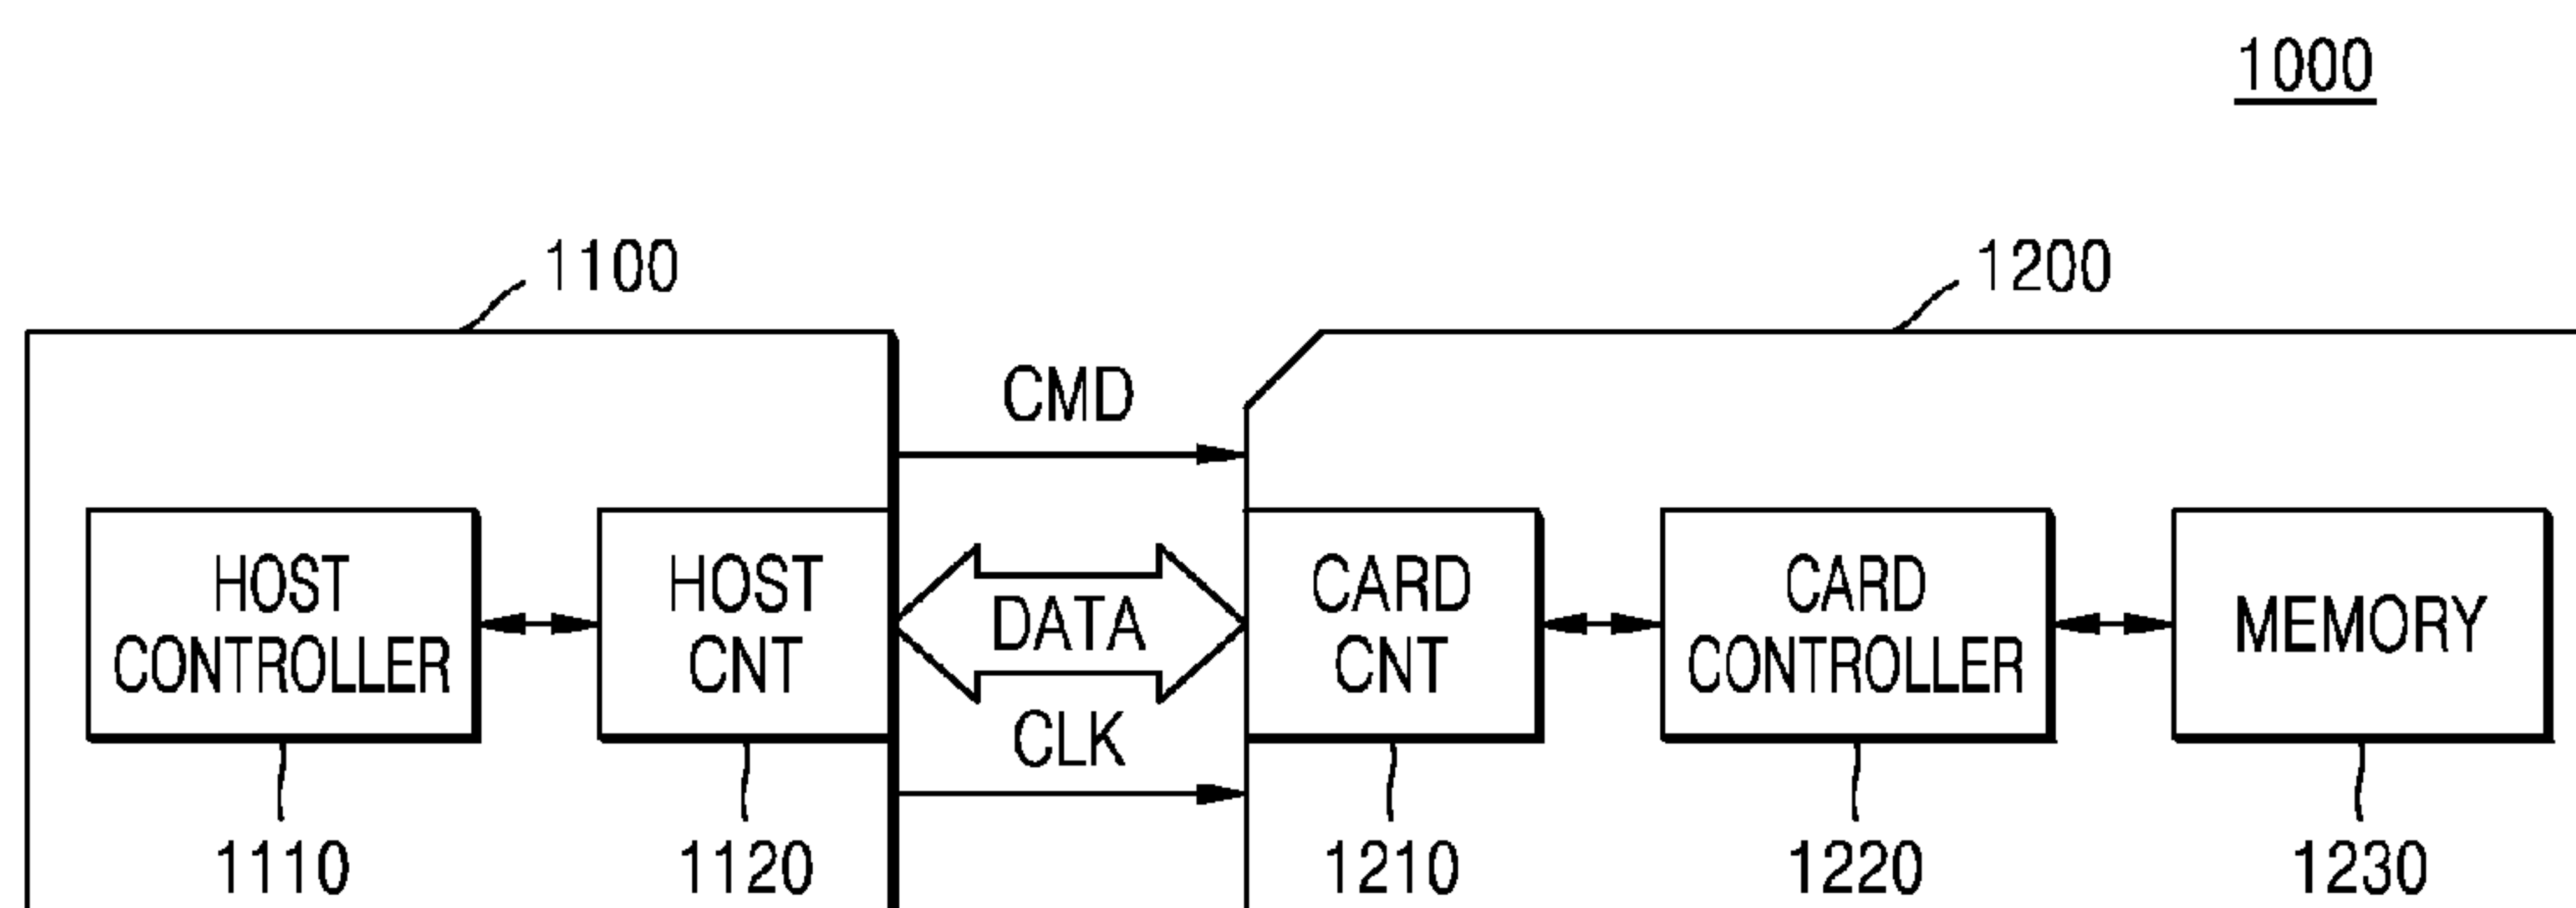 1000
1100
1200
CMD
HOST
CONTROLLER
HOST
CNT
DATA
CARD
CNT
CARD
CONTROLLER
MEMORY
CLK
1110
1120
1210
1220
1230